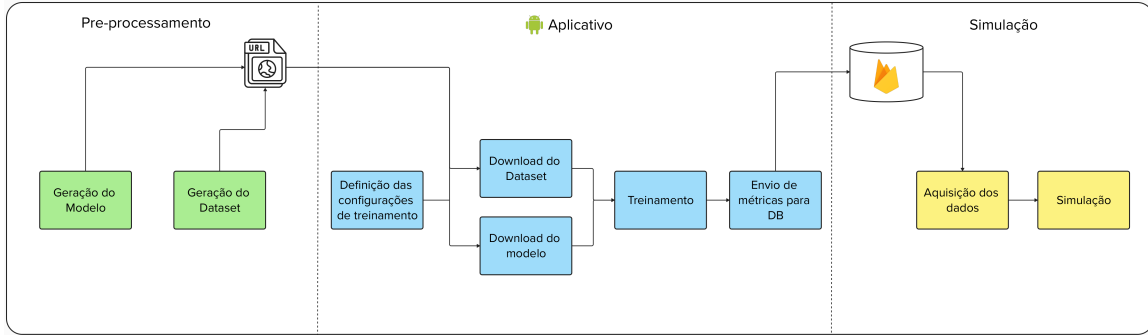 Pre-processamento
Aplicativo
Simulação
URL
Geração do
Modelo
Geração do
Dataset
Definição das
configurações
de treinamento
Download do
Dataset
Download do
modelo
Treinamento
Envio de
métricas para
DB
Aquisição dos
dados
Simulação